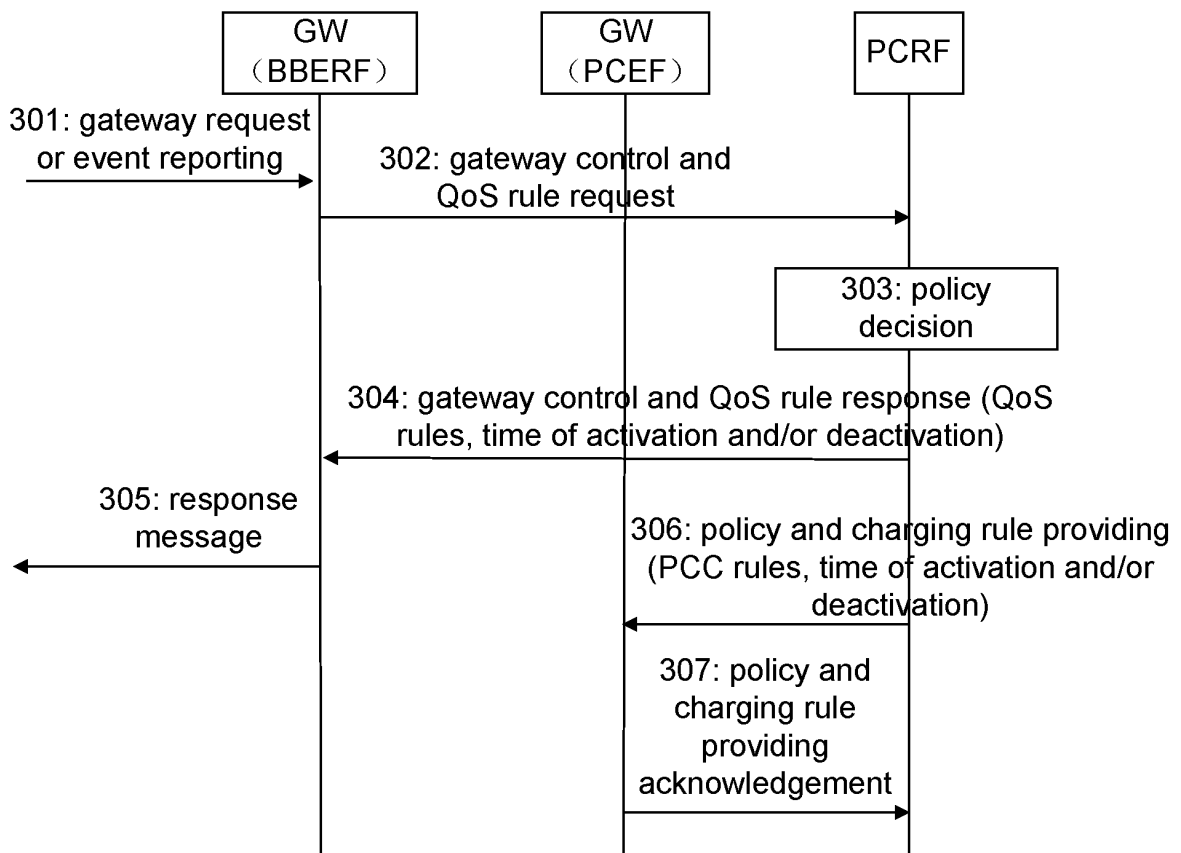 GW
（BBERF）
GW
（PCEF）
PCRF
301: gateway request
or event reporting
302: gateway control and
QoS rule request
303: policy
decision
304: gateway control and QoS rule response (QoS
rules, time of activation and/or deactivation)
305: response
message
306: policy and charging rule providing
(PCC rules, time of activation and/or
deactivation)
307: policy and
charging rule
providing
acknowledgement